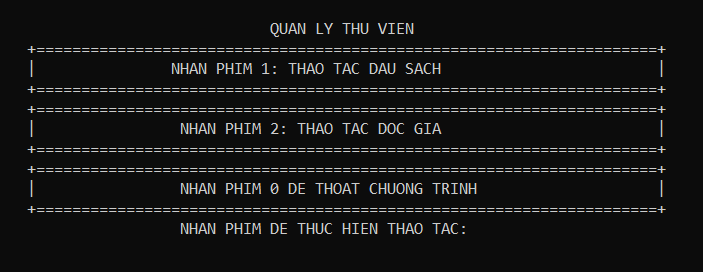 QUAN LY THU VIEN
+=====================================================================+
| NHAN PHIM 1: THAO TAC DAU SACH |
+=====================================================================+
+=====================================================================+
| NHAN PHIM 2: THAO TAC DOC GIA |
+=====================================================================+
+=====================================================================+
| NHAN PHIM 0 DE THOAT CHUONG TRINH |
+=====================================================================+
NHAN PHIM DE THUC HIEN THAO TAC: